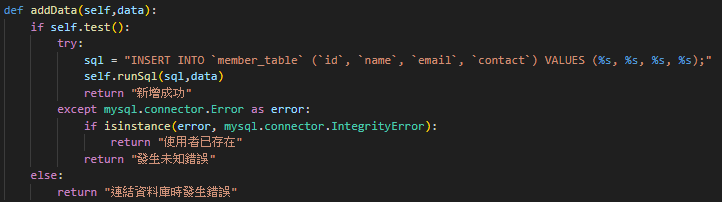 def addData(self,data):
    if self.test():
        try:
            sql = "INSERT INTO `member_table` (`id`, `name`, `email`, `contact`) VALUES (%s, %s, %s, %s);"
            self.runSql(sql,data)
            return "新增成功"
        except mysql.connector.Error as error:
            if isinstance(error, mysql.connector.IntegrityError):
                return "使用者已存在"
            return "發生未知錯誤"
    else:
        return "連結資料庫時發生錯誤"